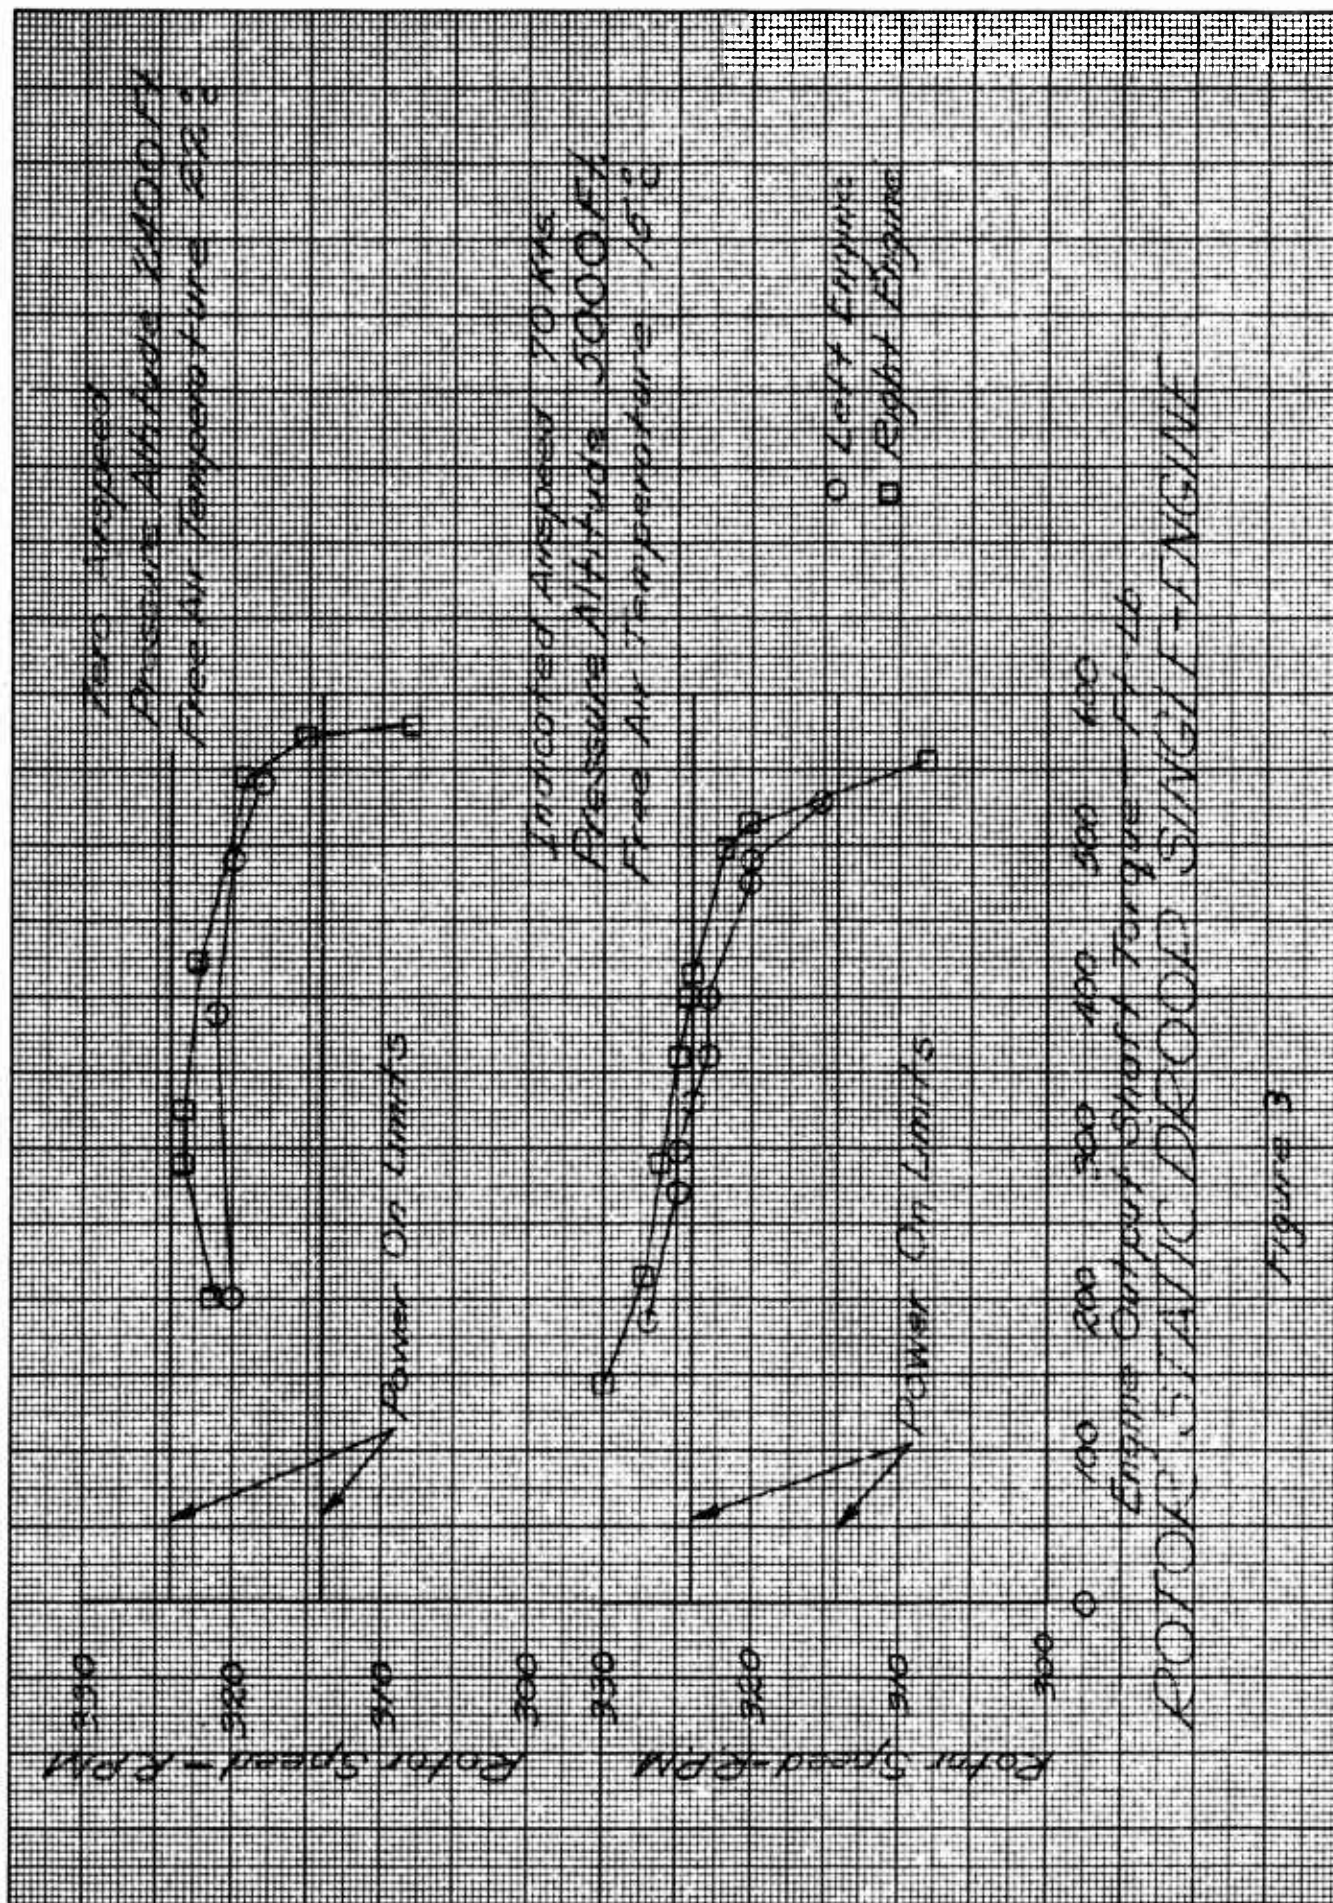 Zero Airspeed
Pressure Altitude 2400 Ft.
Free Air Temperature 22°C
Rotor Speed - RPM
330
320
310
300
Power On Limits
Indicated Airspeed 70 Kts.
Pressure Altitude 5000 Ft.
Free Air Temperature 15°C
Rotor Speed - RPM
330
320
310
300
Power On Limits
O Left Engine
□ Right Engine
0 100 200 300 400 500 600
Engine Output Shaft Torque - Ft-Lb
ROTOR STATIC DROOP SINGLE-ENGINE
Figure 3